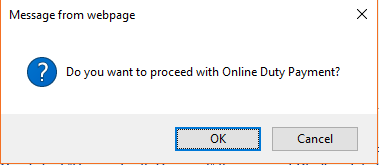 Message from webpage
Do you want to proceed with Online Duty Payment?
OK
Cancel